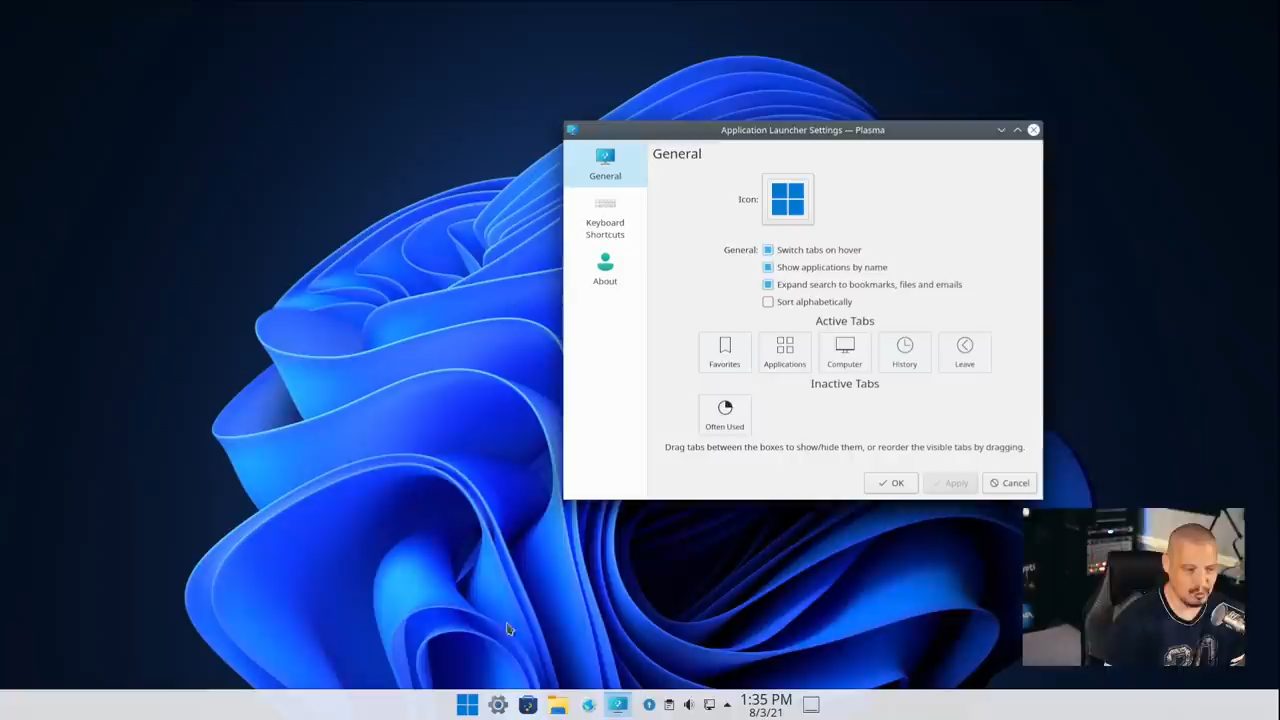 Application Launcher Settings — Plasma
General
General
Icon:
Keyboard
Shortcuts
About
General:
Switch tabs on hover
Show applications by name
Expand search to bookmarks, files and emails
Sort alphabetically
Active Tabs
Favorites
Applications
Computer
History
Leave
Inactive Tabs
Often Used
Drag tabs between the boxes to show/hide them, or reorder the visible tabs by dragging.
OK
Apply
Cancel
1:35 PM
8/3/21